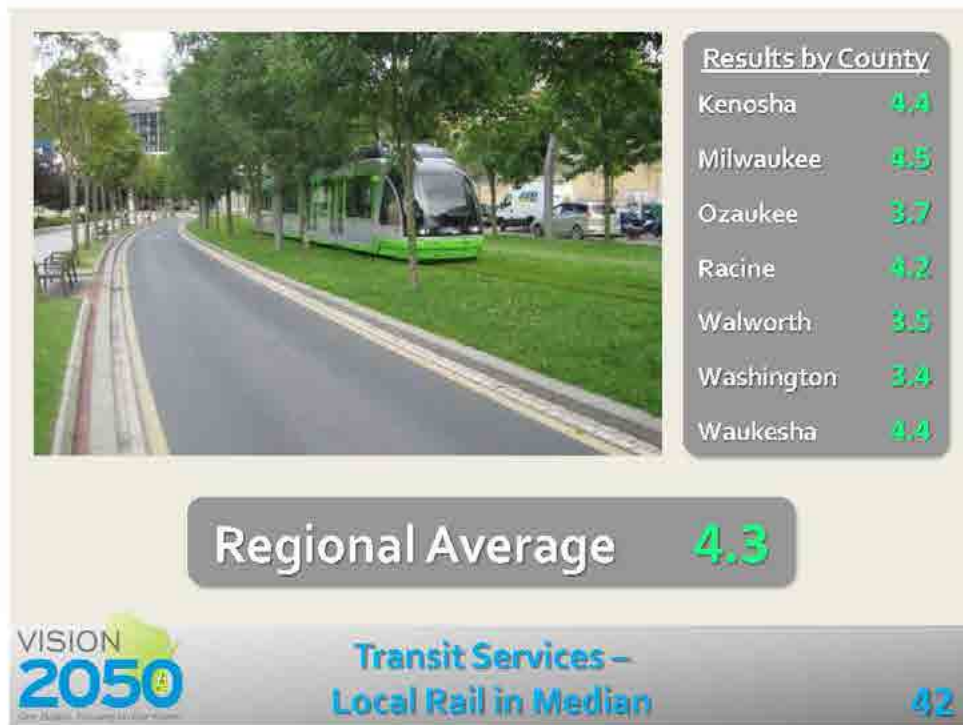 Results by County
Kenosha 4.4
Milwaukee 4.5
Ozaukee 3.7
Racine 4.2
Walworth 3.5
Washington 3.4
Waukesha 4.4
Regional Average 4.3
VISION
2050
Transit Services –
Local Rail in Median
42